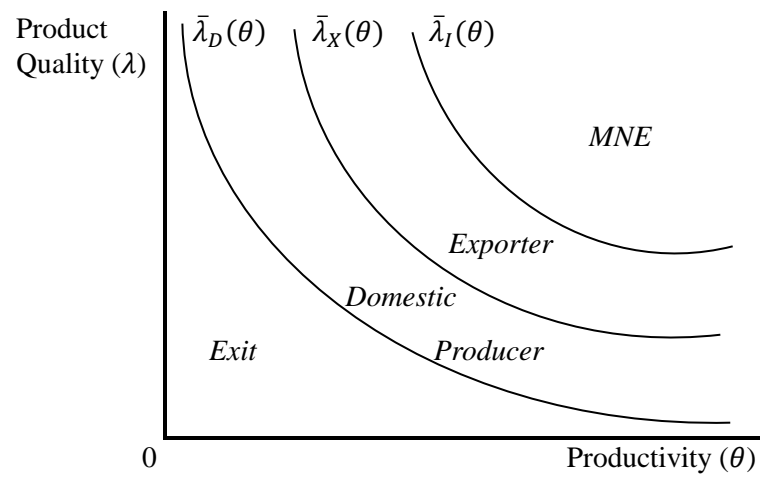 Product
Quality (λ)
λ̄_D(θ)
λ̄_X(θ)
λ̄_I(θ)
MNE
Exporter
Domestic
Exit
Producer
0
Productivity (θ)